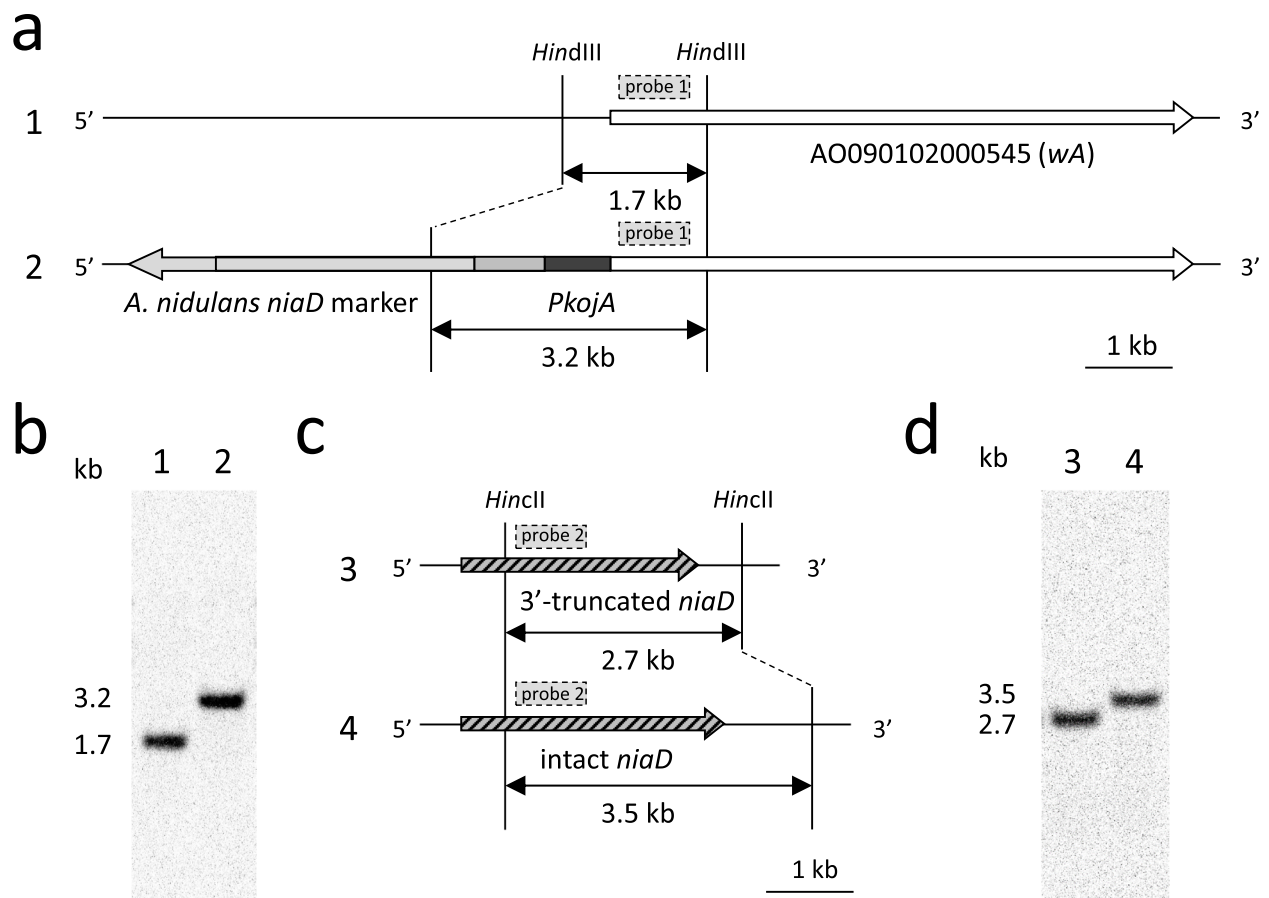 a
HindIII HindIII
probe 1
1 5’ 3’
AO090102000545 (wA)
1.7 kb
probe 1
2 5’ 3’
A. nidulans niaD marker PkojA
3.2 kb
1 kb
b
kb 1 2
3.2
1.7
c
HincII HincII
probe 2
3 5’ 3’
3’-truncated niaD
2.7 kb
probe 2
4 5’ 3’
intact niaD
3.5 kb
1 kb
d
kb 3 4
3.5
2.7